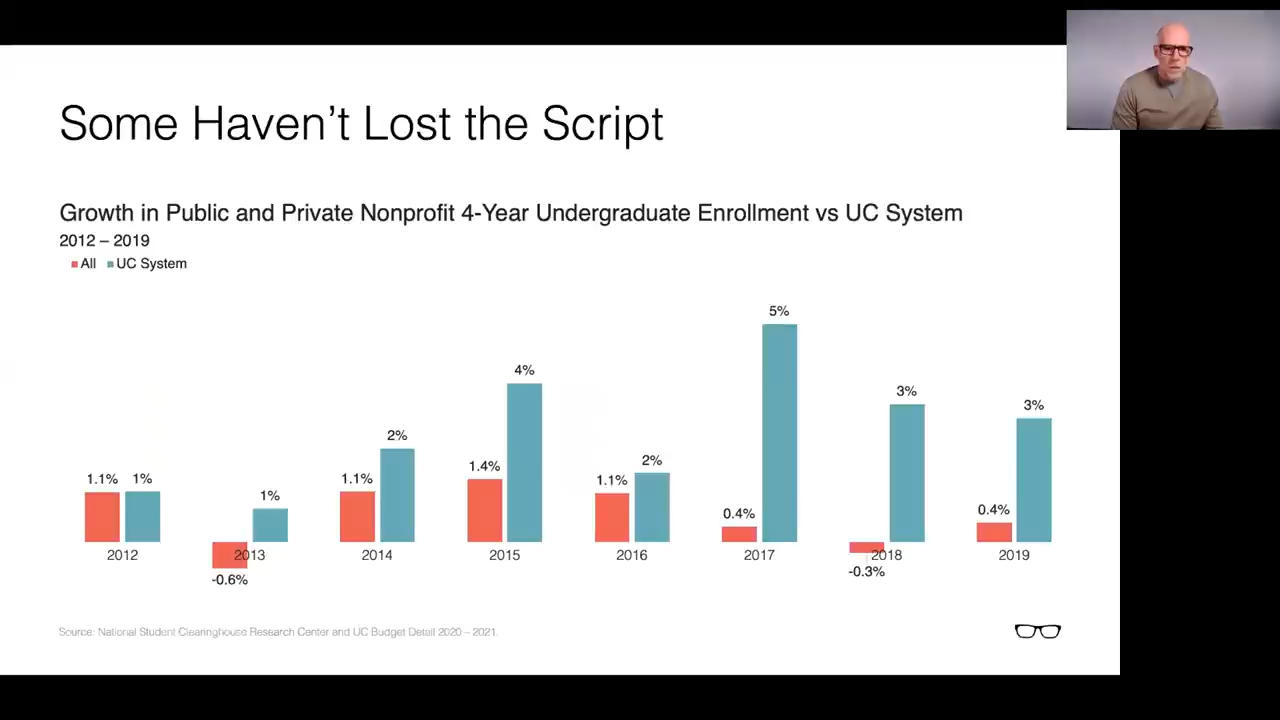 Some Haven't Lost the Script
Growth in Public and Private Nonprofit 4-Year Undergraduate Enrollment vs UC System
2012 – 2019
All UC System
5%
4%
3%
3%
2%
2%
1.1% 1%
1%
1.1%
1.4%
1.1%
0.4%
0.4%
2012 2013 2014 2015 2016 2017 2018 2019
-0.6%
-0.3%
Source: National Student Clearinghouse Research Center and UC Budget Detail 2020 – 2021.